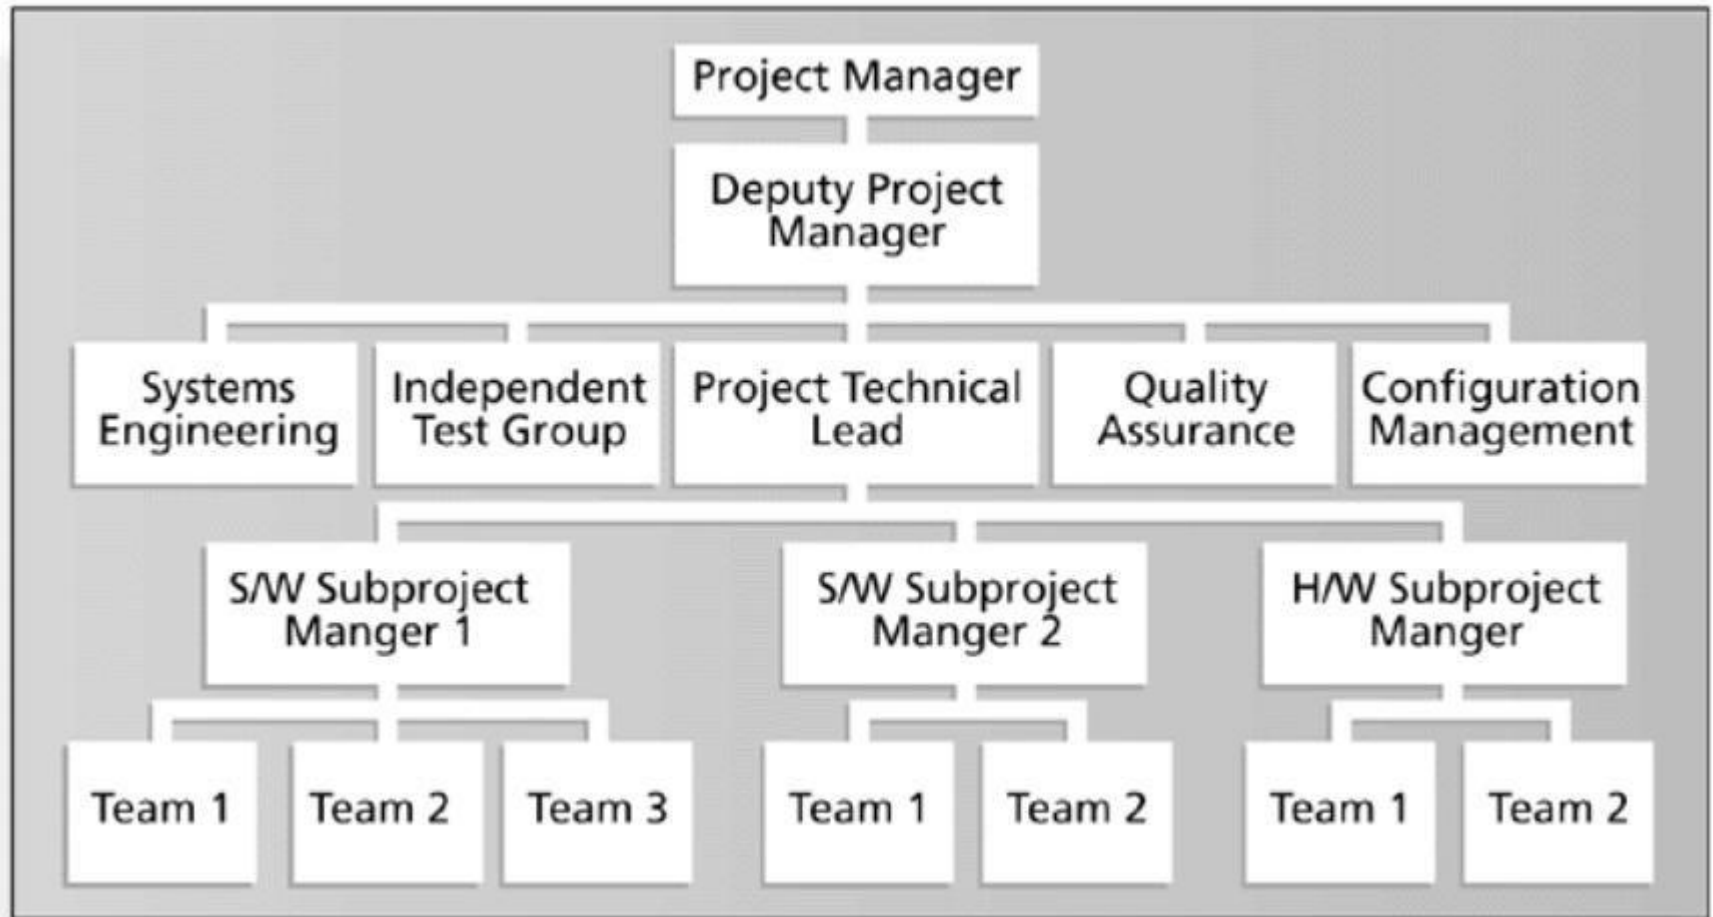 Project Manager
Deputy Project
Manager
Systems
Engineering
Independent
Test Group
Project Technical
Lead
Quality
Assurance
Configuration
Management
S/W Subproject
Manger 1
S/W Subproject
Manger 2
H/W Subproject
Manger
Team 1
Team 2
Team 3
Team 1
Team 2
Team 1
Team 2